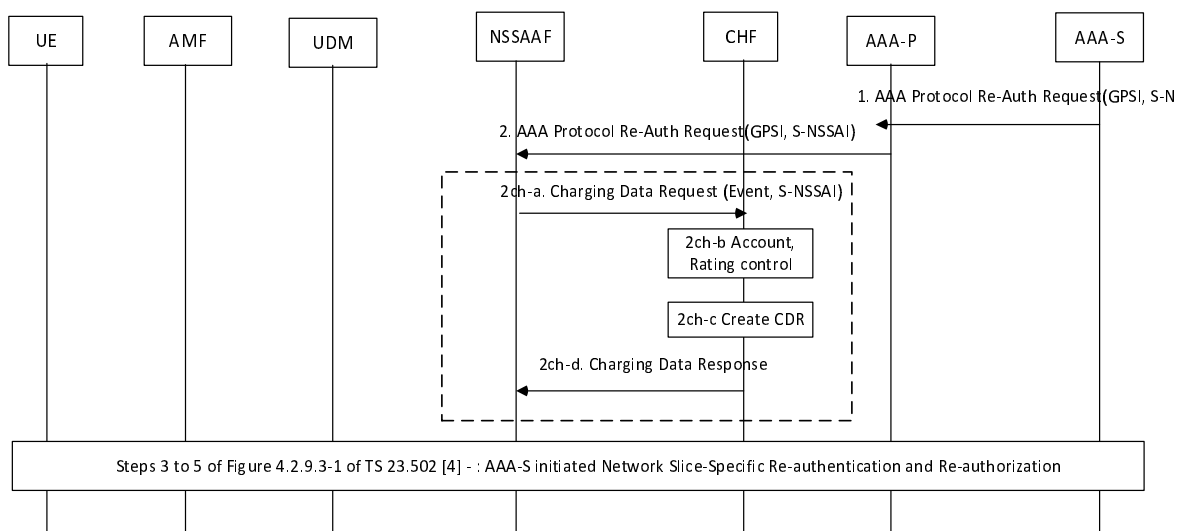 UE
AMF
UDM
NSSAAF
CHF
AAA-P
AAA-S
1. AAA Protocol Re-Auth Request(GPSI, S-N
2. AAA Protocol Re-Auth Request(GPSI, S-NSSAI)
2ch-a. Charging Data Request (Event, S-NSSAI)
2ch-b Account,
Rating control
2ch-c Create CDR
2ch-d. Charging Data Response
Steps 3 to 5 of Figure 4.2.9.3-1 of TS 23.502 [4] - : AAA-S initiated Network Slice-Specific Re-authentication and Re-authorization